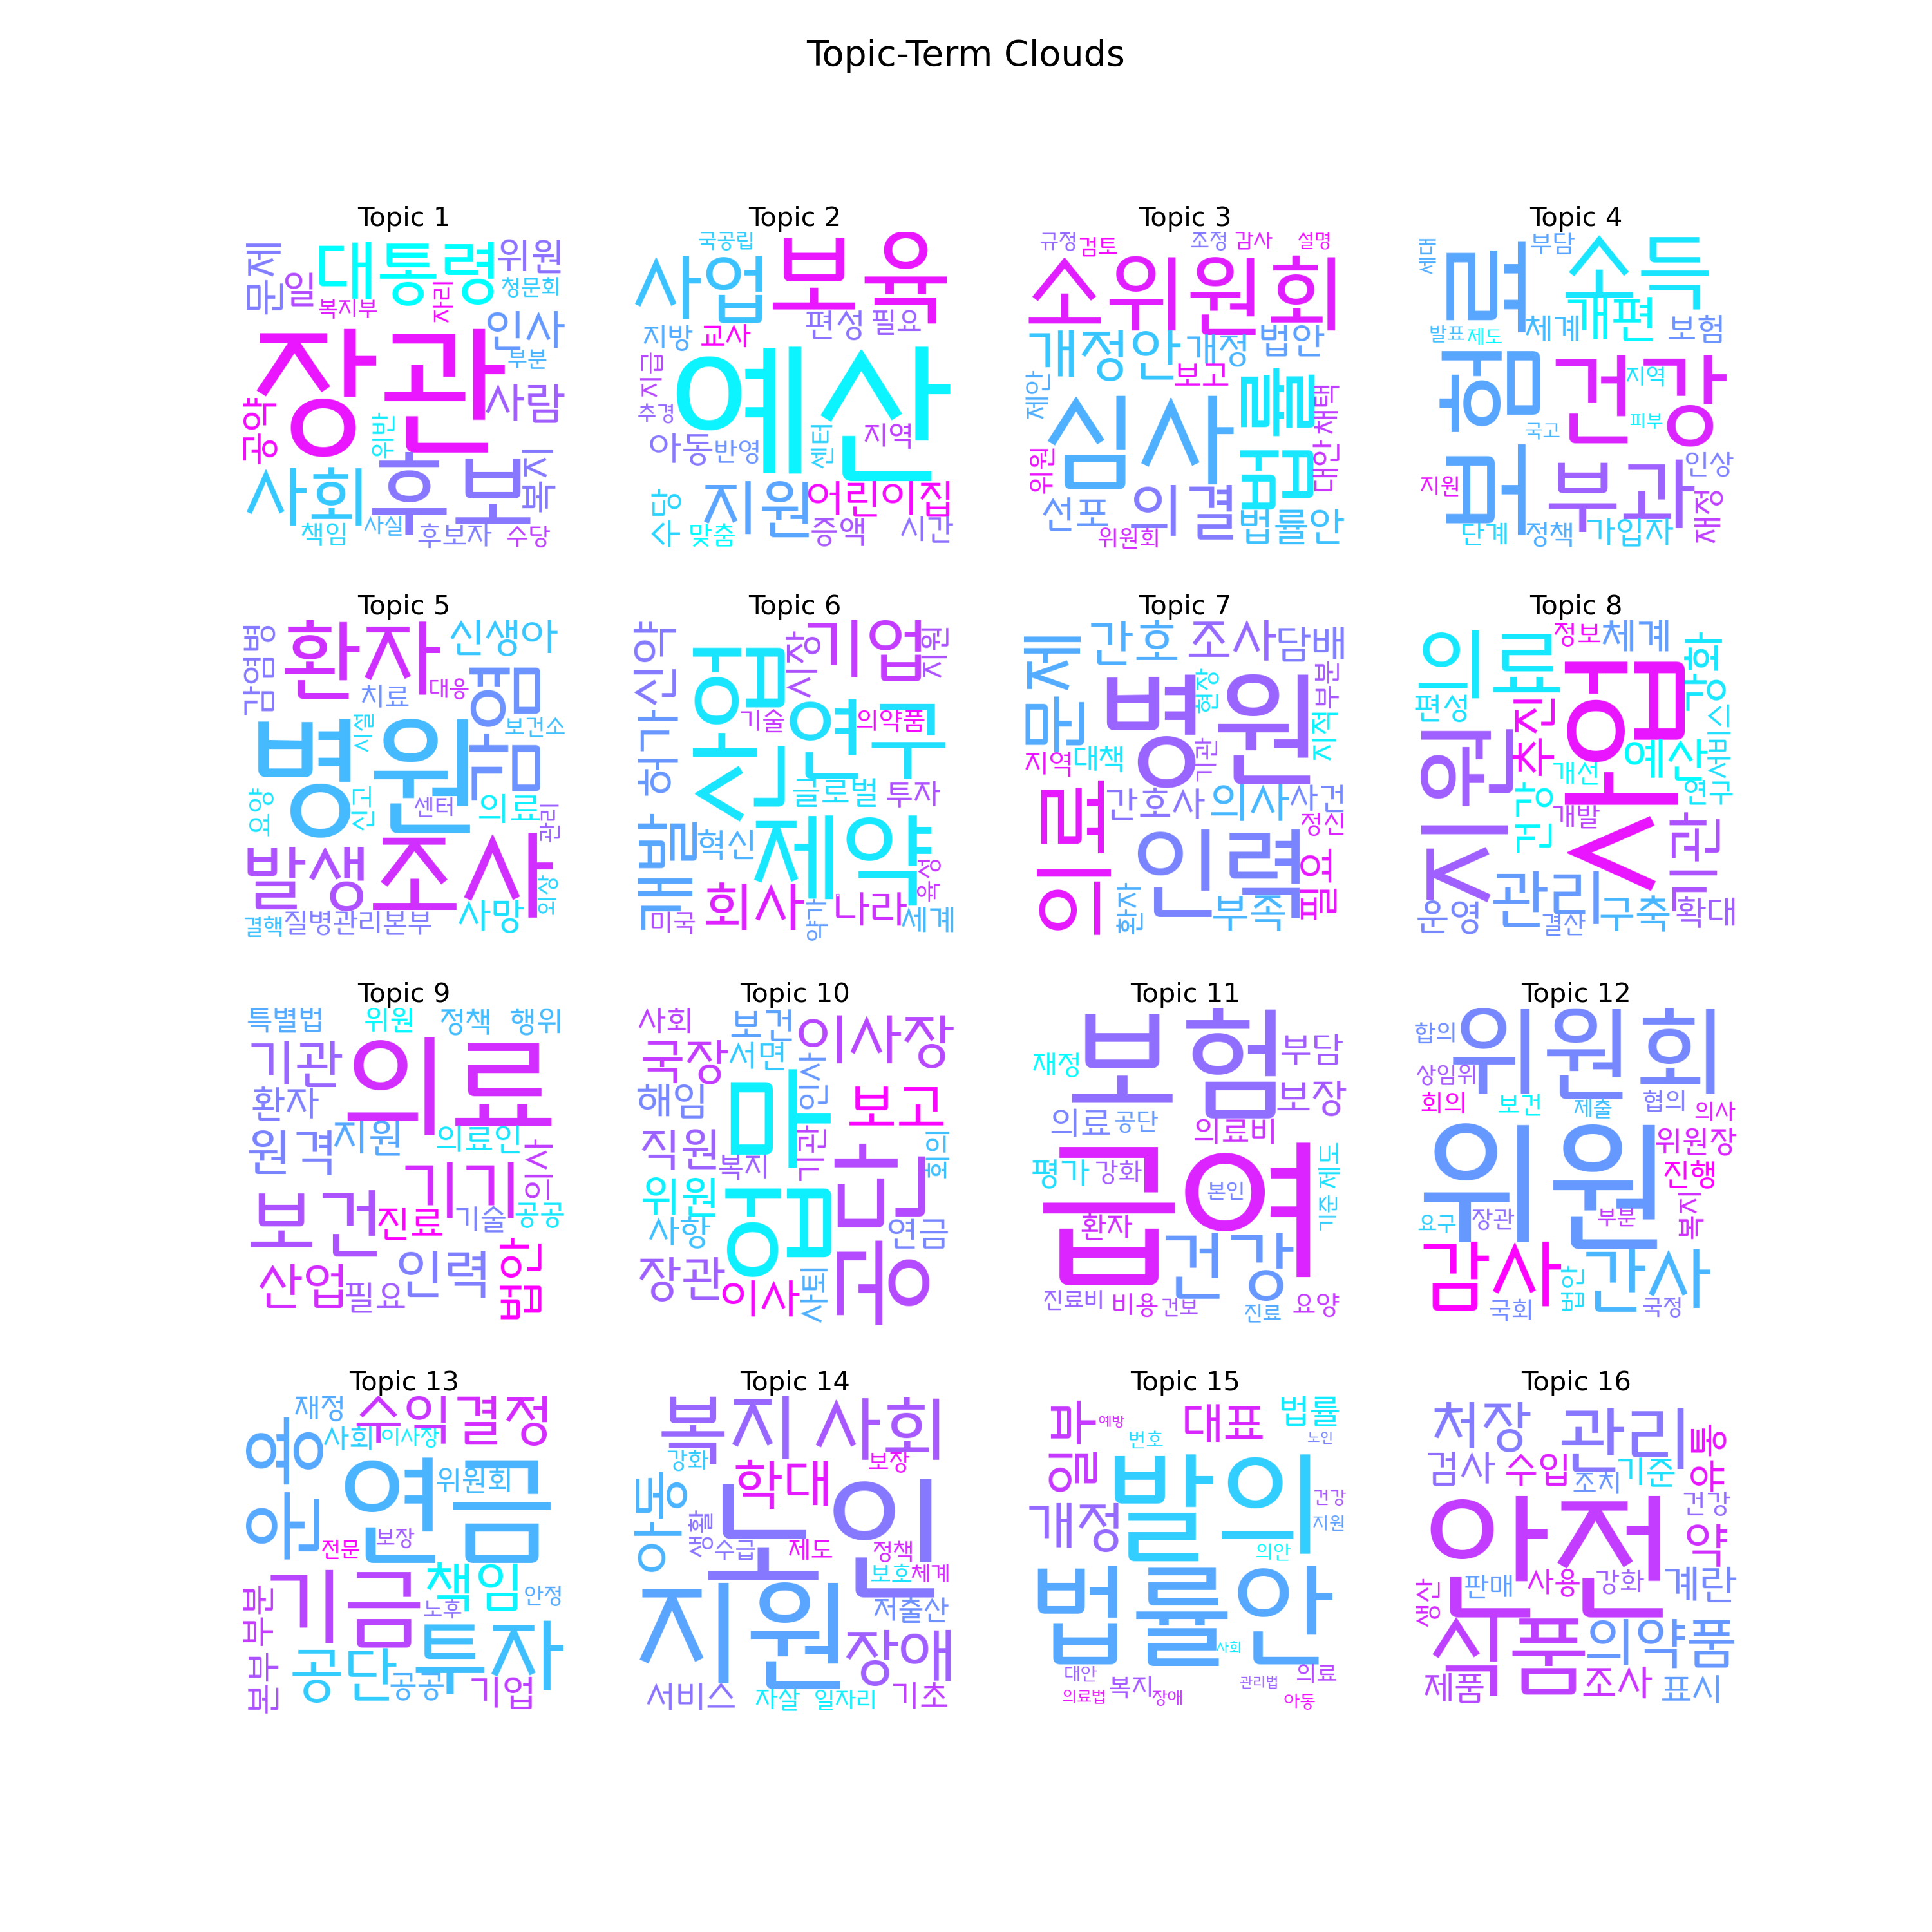 Topic-Term Clouds
Topic 1
문제
일
대통령
위원
청문회
복지부
자리
인사
부분
장관
사람
공약
위반
사회
후보
복지
책임
사실
후보자
수당
Topic 2
국공립
사업
보육
지방
교사
편성
필요
지급
추경
예산
아동
반영
센터
지역
수당
맞춤
지원
어린이집
증액
시간
Topic 3
규정
검토
조정
감사
설명
소위원회
개정안
개정
법안
보고
제안
심사
법률
채택
대안
위원
선포
의결
법률안
위원회
Topic 4
세대
부담
소득
료
개편
발표
제도
체계
보험
보험
건강
지역
피부
국고
지원
부과
인상
재정
단계
정책
가입자
Topic 5
감염병
환자
신생아
치료
대응
감염
보건소
시설
병원
요양
신고
센터
의료
관리
발생
조사
외상
결핵
질병관리본부
사망
Topic 6
신약
허가
산업
시장
기업
지원
기술
연구
의약품
글로벌
투자
개발
혁신
제약
육성
미국
회사
약가
나라
세계
Topic 7
문제
간호
조사
담배
부분
현장
병원
지적
지역
대책
기관
의료
간호사
의사
사건
정신
인력
필요
환자
부족
Topic 8
의료
정보
체계
강화
편성
추진
사업
서비스
지원
개선
예산
건강
개발
연구
기관
운영
관리
결산
구축
확대
Topic 9
특별법
위원
정책
행위
기관
의료
환자
원격
지원
의료인
의사
보건
기기
진료
기술
공공
산업
필요
인력
법안
Topic 10
사회
보건
이사장
국장
서면
인사
해임
업마
보고
직원
복지
기관
회의
위원
사항
공단
연금
장관
이사
사퇴
Topic 11
재정
보험
부담
보장
의료
공단
의료비
평가
강화
급여
본인
제도
기준
환자
건강
진료비
비용
건보
진료
요양
Topic 12
합의
위원회
상임위
회의
보건
제출
협의
의사
위원
위원장
진행
복지
요구
장관
부분
감사
국회
법안
간사
국정
Topic 13
재정
수익
결정
운용
사회
이사장
연금
위원회
전문
보장
기금
책임
안정
노후
부분
본부
공단
공공
투자
기업
Topic 14
복지
사회
강화
학대
보장
아동
노인
생활
수급
제도
정책
보호
체계
지원
저출산
장애
서비스
자살
일자리
기초
Topic 15
일부
예방
대표
법률
번호
노인
개정
발의
건강
지원
의안
법률안
사회
대안
복지
관리법
의료
의료법
장애
아동
Topic 16
처장
관리
유출
검사
수입
조치
기준
건강
안전
약
생산
판매
사용
강화
계란
식품
의약품
제품
조사
표시